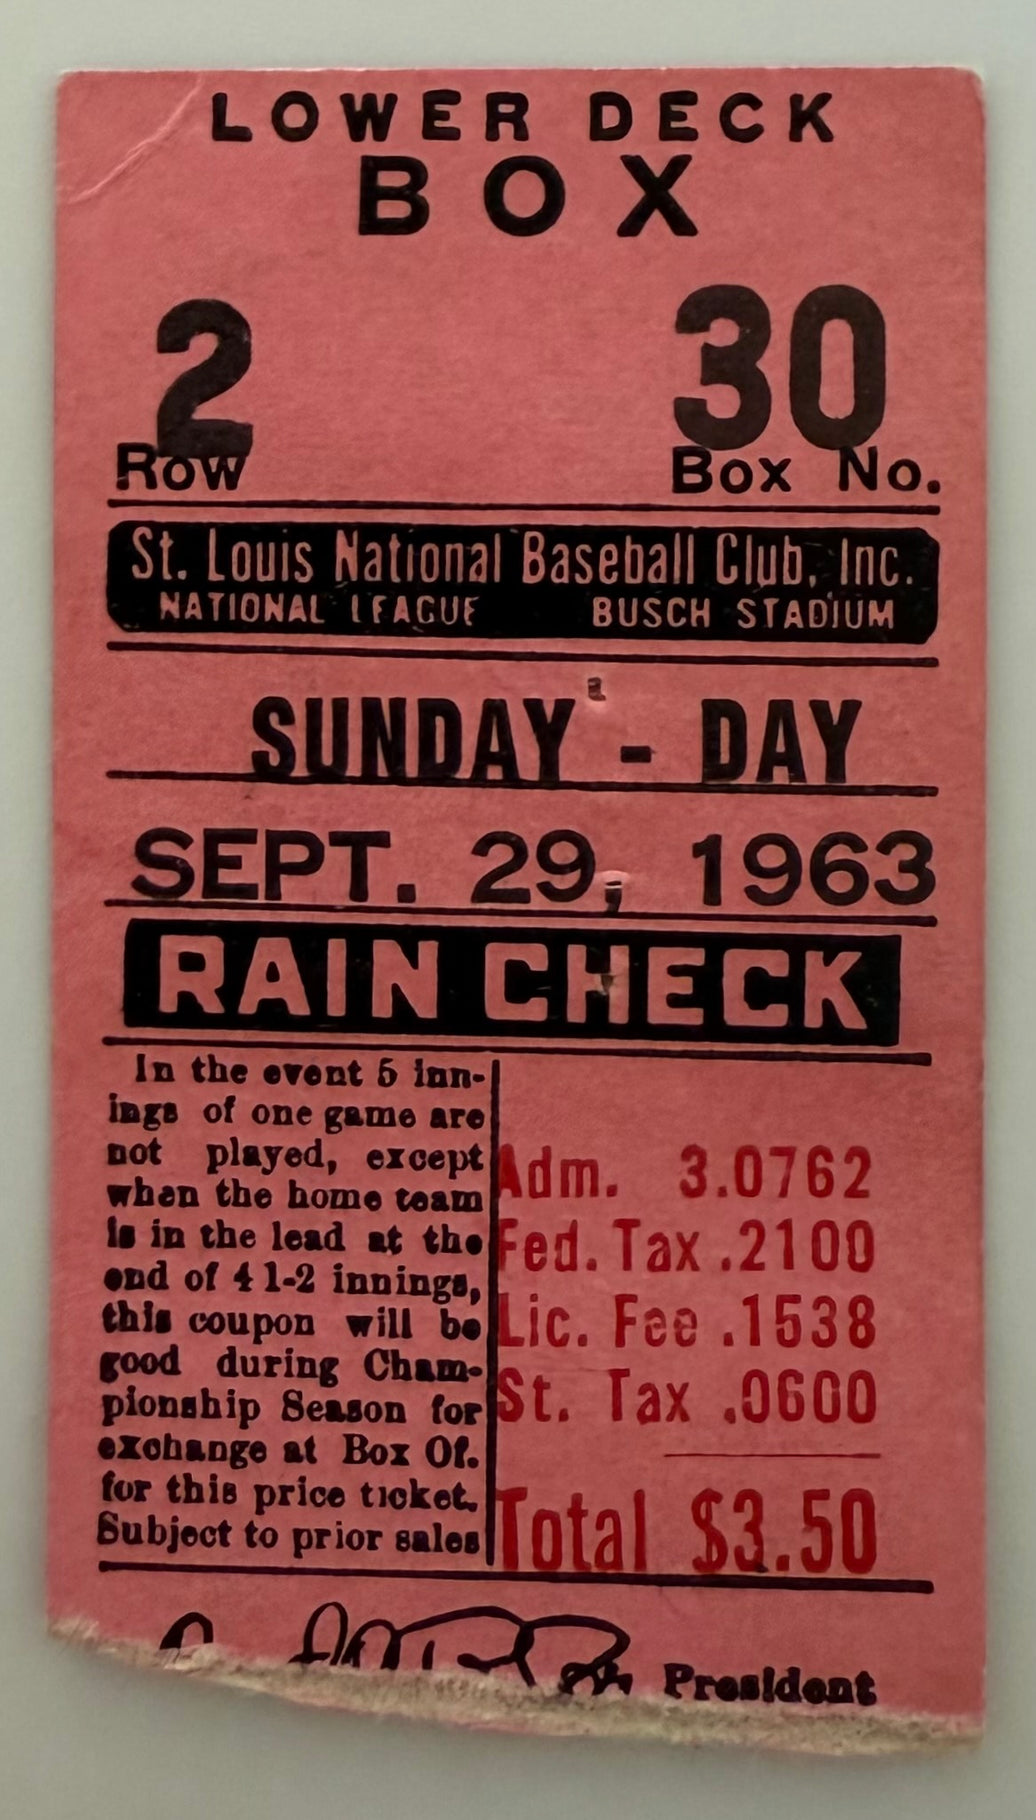 LOWER DECK
BOX
2 30
Row Box No.
St. Louis National Baseball Club, Inc.
NATIONAL LEAGUE BUSCH STADIUM
SUNDAY - DAY
SEPT. 29, 1963
RAIN CHECK
In the event 5 inn-
ings of one game are
not played, except
when the home team
is in the lead at the
end of 4 1-2 innings,
this coupon will be
good during Cham-
pionship Season for
exchange at Box Of.
for this price ticket.
Subject to prior sales
Adm. 3.0762
Fed. Tax .2100
Lic. Fee .1538
St. Tax .0600
Total $3.50
President